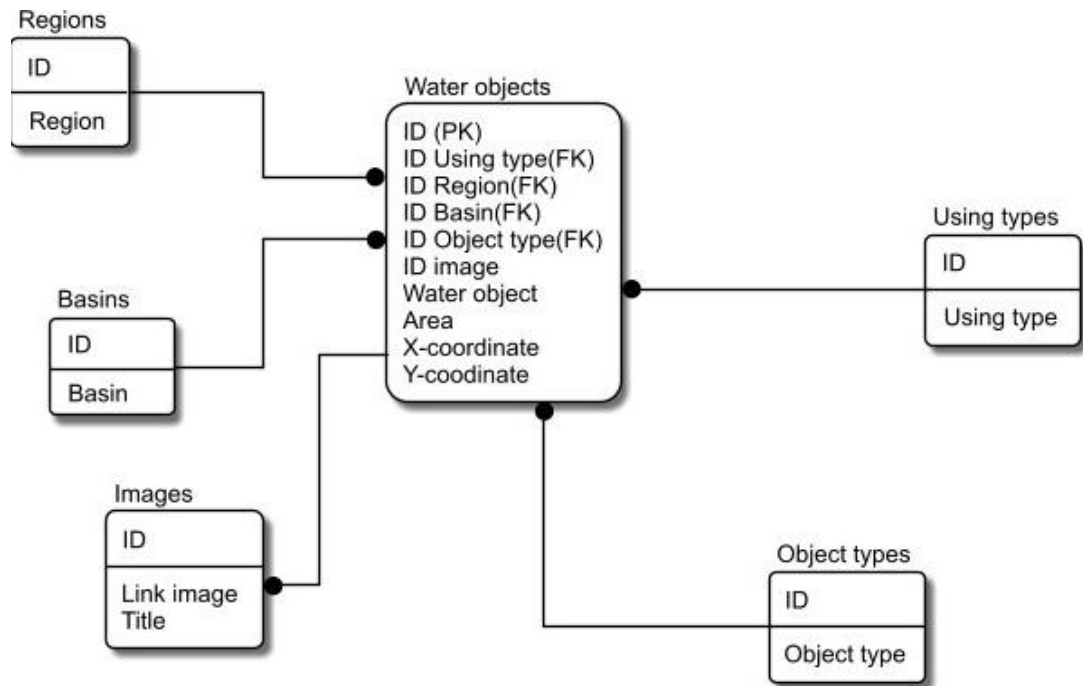 Regions
ID
Region
Water objects
ID (PK)
ID Using type(FK)
ID Region(FK)
ID Basin(FK)
ID Object type(FK)
ID image
Water object
Area
X-coordinate
Y-coodinate
Using types
ID
Using type
Basins
ID
Basin
Images
ID
Link image
Title
Object types
ID
Object type